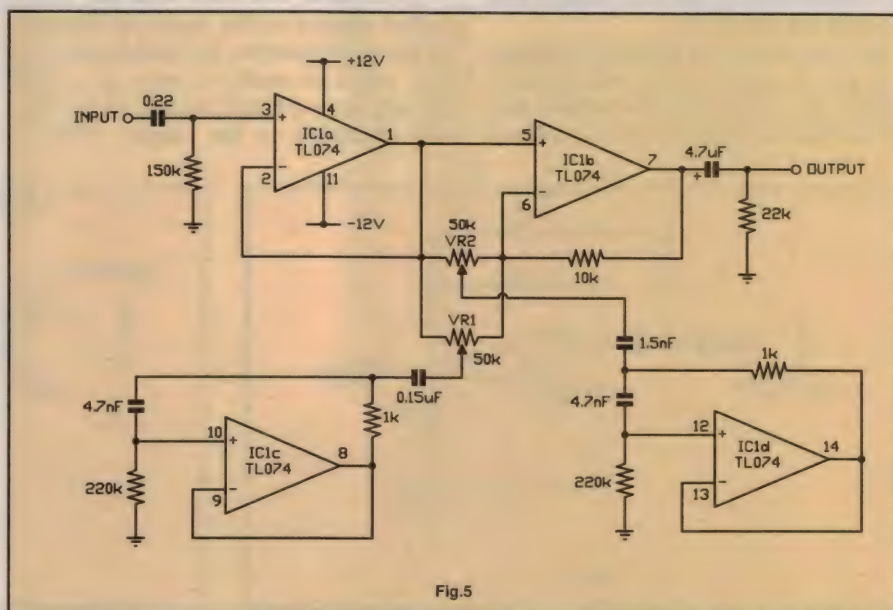 +12V
0.22
INPUT
3
+
4
IC1a
TL074
1
150k
2
-
11
-12V
5
+
IC1b
TL074
7
6
-
4.7uF
+
OUTPUT
22k
50k
VR2
10k
VR1
50k
1.5nF
1k
4.7nF
0.15uF
1k
4.7nF
10
+
IC1c
TL074
8
9
-
220k
12
+
IC1d
TL074
14
13
-
220k
Fig.5